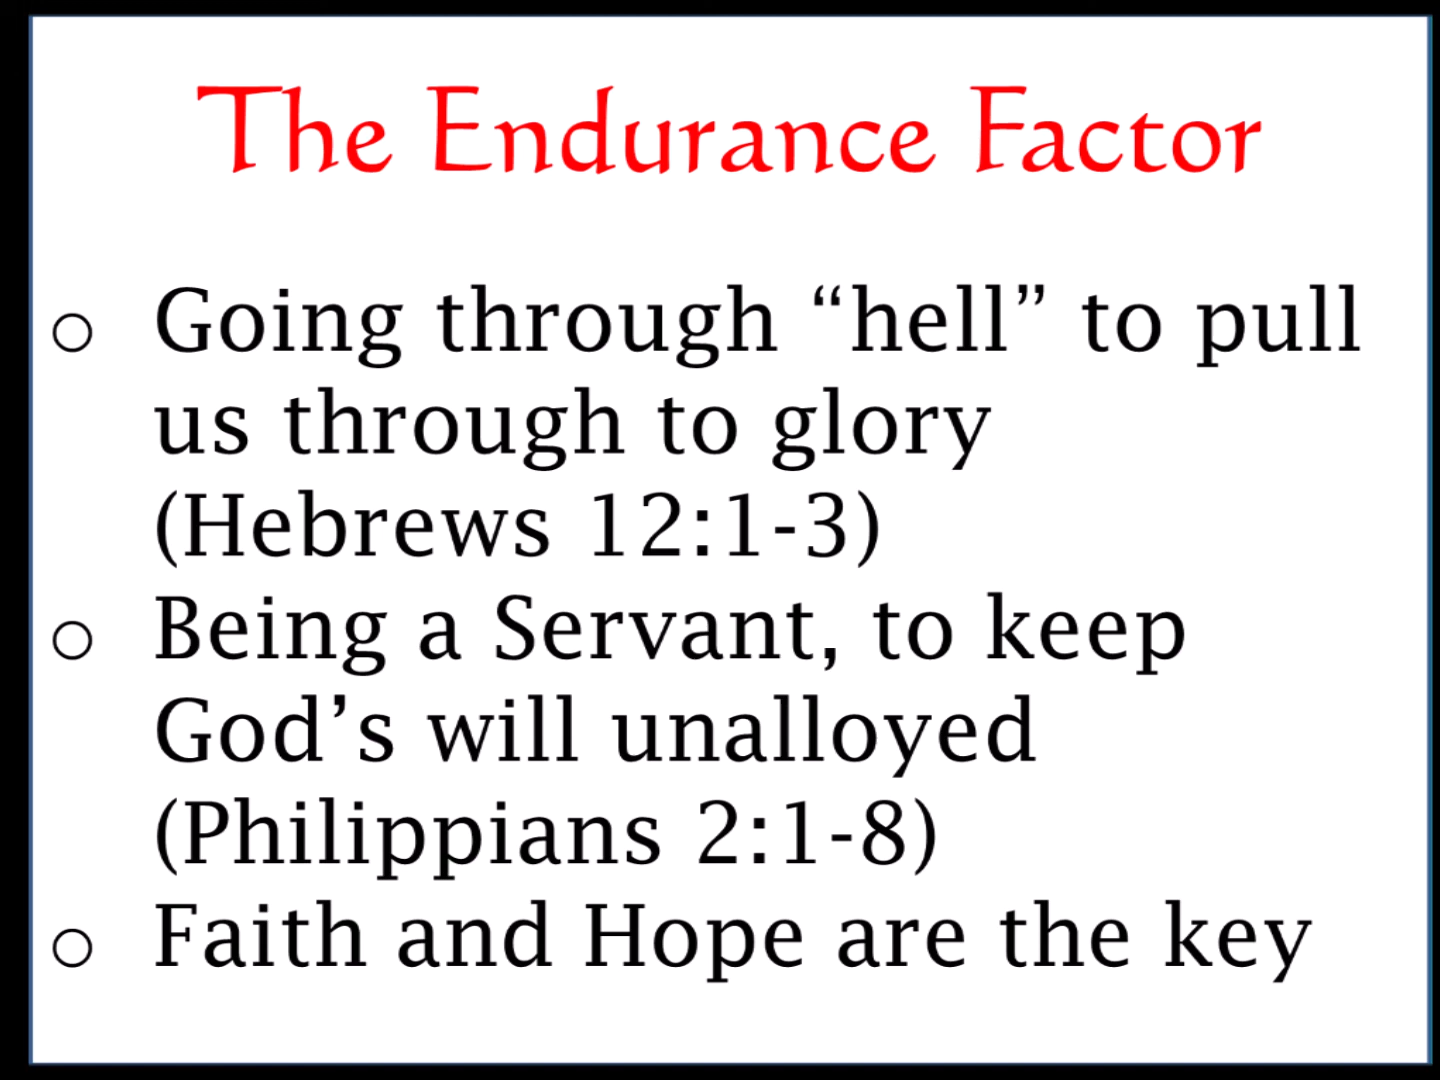 The Endurance Factor
○ Going through “hell” to pull
us through to glory
(Hebrews 12:1-3)
○ Being a Servant, to keep
God’s will unalloyed
(Philippians 2:1-8)
○ Faith and Hope are the key